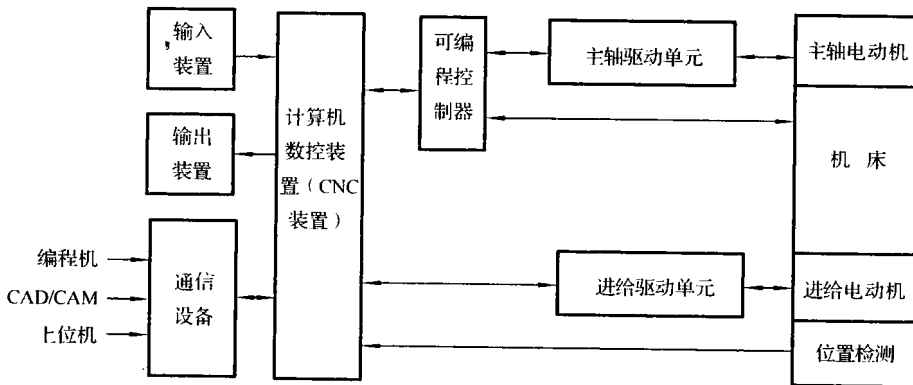 输入
装置
输出
装置
编程机
CAD/CAM
上位机
通信
设备
计算机
数控装
置（CNC
装置）
可编
程控
制器
主轴驱动单元
进给驱动单元
主轴电动机
机 床
进给电动机
位置检测